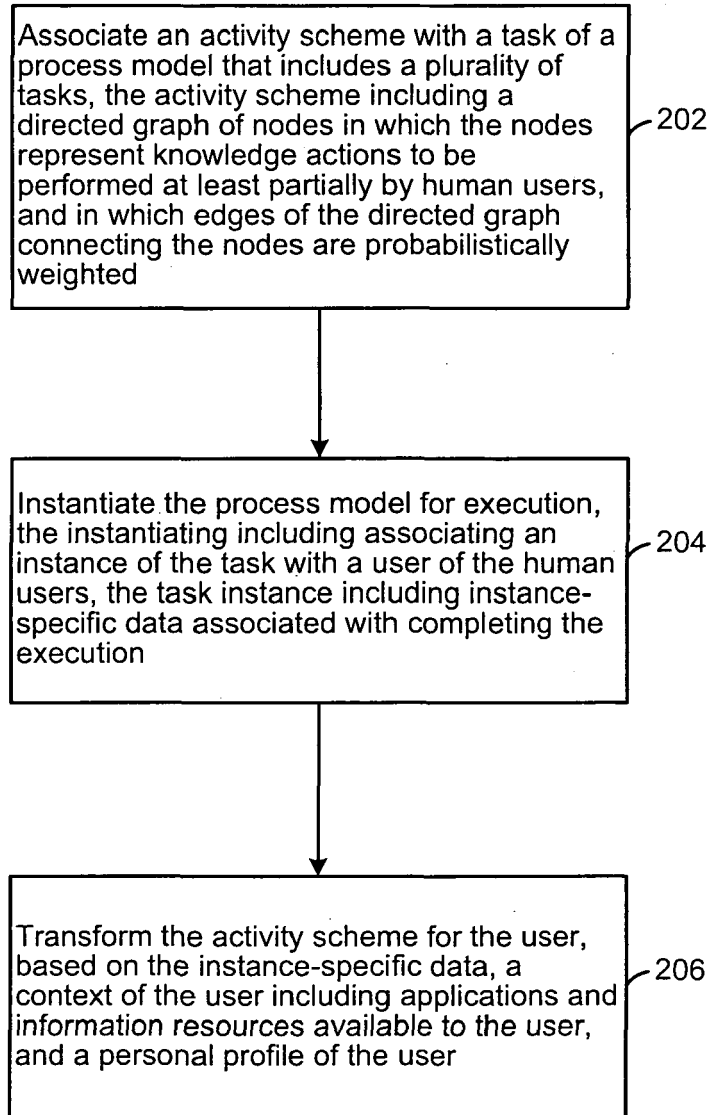 Associate an activity scheme with a task of a
process model that includes a plurality of
tasks, the activity scheme including a
directed graph of nodes in which the nodes
represent knowledge actions to be
performed at least partially by human users,
and in which edges of the directed graph
connecting the nodes are probabilistically
weighted
202
Instantiate the process model for execution,
the instantiating including associating an
instance of the task with a user of the human
users, the task instance including instance-
specific data associated with completing the
execution
204
Transform the activity scheme for the user,
based on the instance-specific data, a
context of the user including applications and
information resources available to the user,
and a personal profile of the user
206